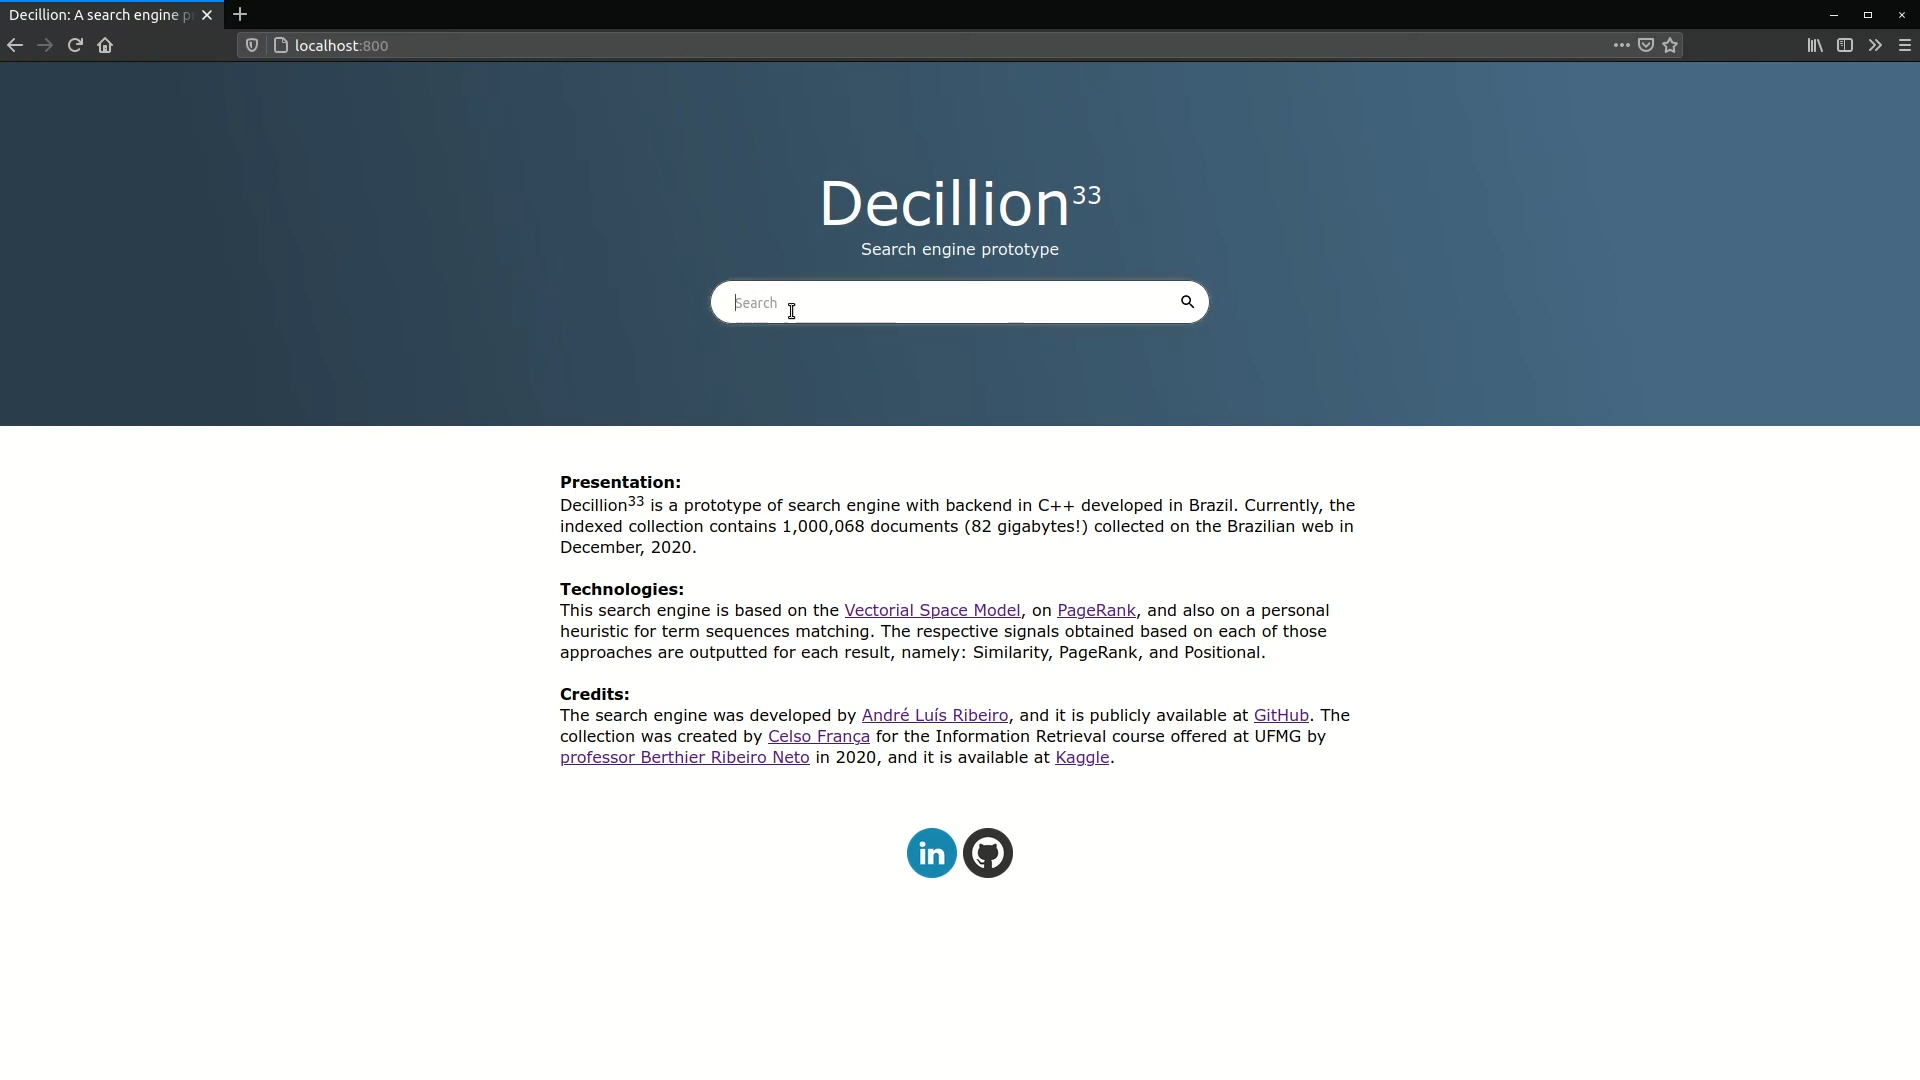 Decillion: A search engine p
localhost:800
Decillion33
Search engine prototype
Search
Presentation:
Decillion33 is a prototype of search engine with backend in C++ developed in Brazil. Currently, the
indexed collection contains 1,000,068 documents (82 gigabytes!) collected on the Brazilian web in
December, 2020.
Technologies:
This search engine is based on the Vectorial Space Model, on PageRank, and also on a personal
heuristic for term sequences matching. The respective signals obtained based on each of those
approaches are outputted for each result, namely: Similarity, PageRank, and Positional.
Credits:
The search engine was developed by André Luís Ribeiro, and it is publicly available at GitHub. The
collection was created by Celso França for the Information Retrieval course offered at UFMG by
professor Berthier Ribeiro Neto in 2020, and it is available at Kaggle.
in